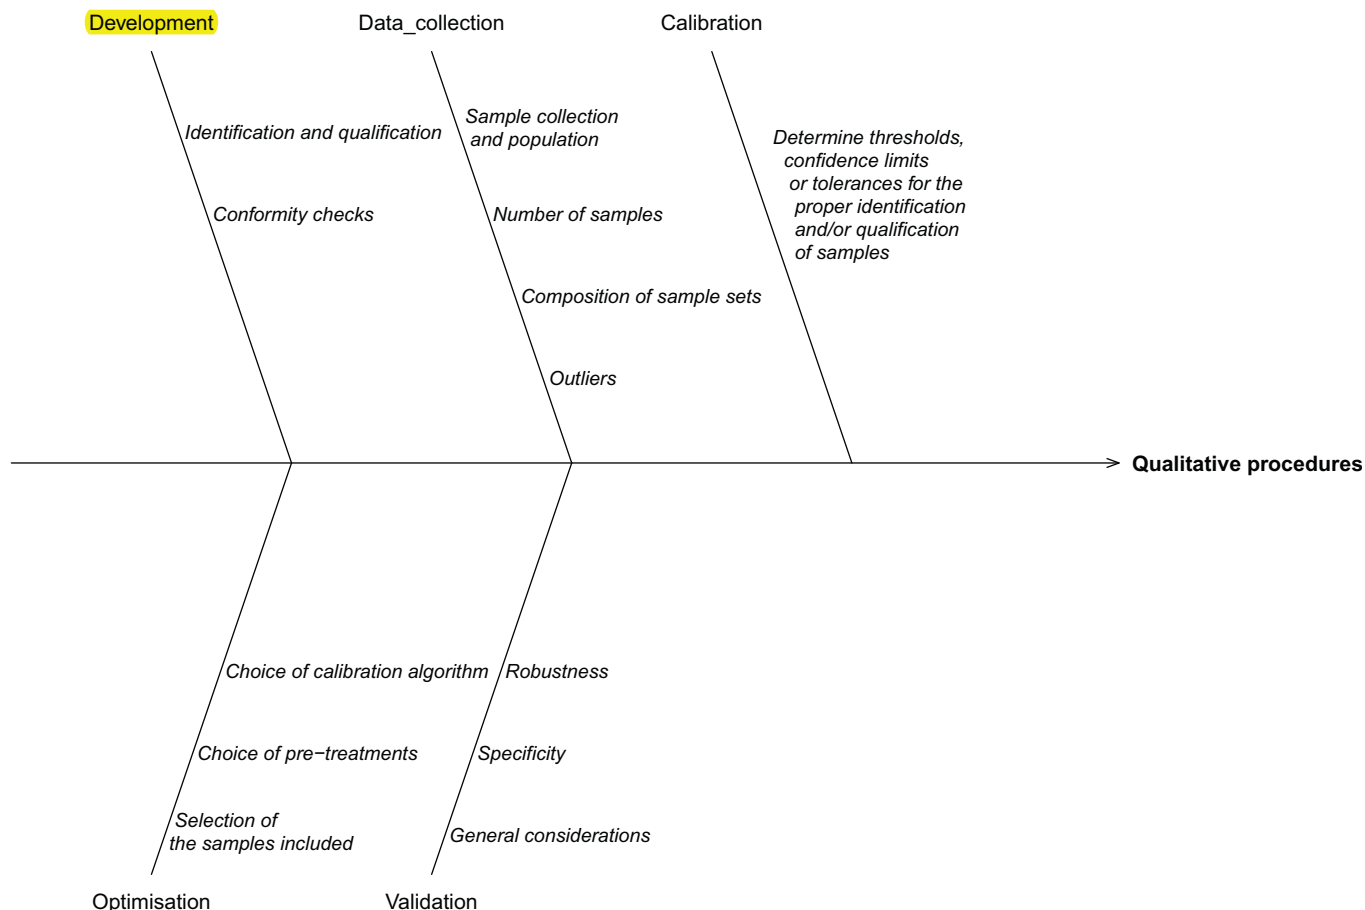 Development
Data_collection
Calibration
Identification and qualification
Conformity checks
Sample collection
and population
Number of samples
Composition of sample sets
Outliers
Determine thresholds,
confidence limits
or tolerances for the
proper identification
and/or qualification
of samples
Qualitative procedures
Choice of calibration algorithm
Choice of pre−treatments
Selection of
the samples included
Robustness
Specificity
General considerations
Optimisation
Validation